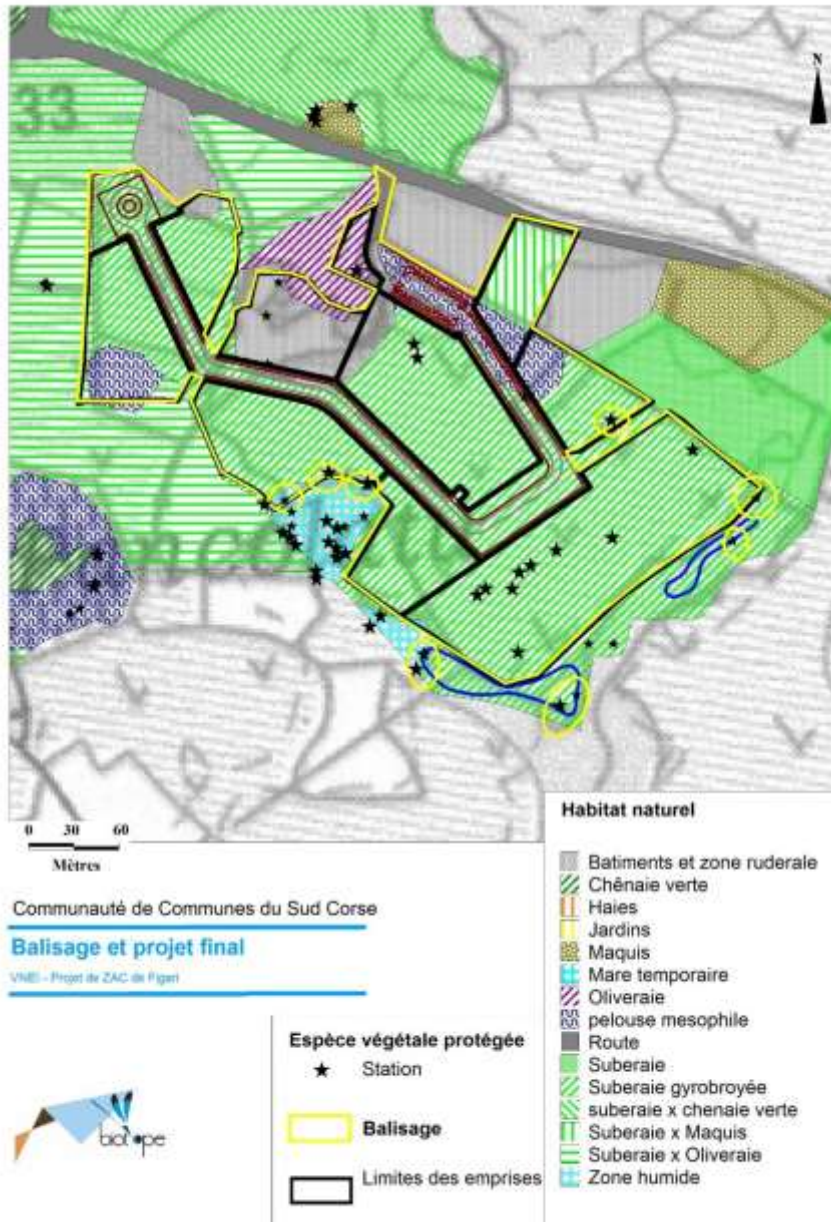 33
N
0 30 60
Mètres
Communauté de Communes du Sud Corse
Balisage et projet final
VNEI - Projet de ZAC de Figari
biotope
Espèce végétale protégée
Station
Balisage
Limites des emprises
Habitat naturel
Batiments et zone ruderale
Chênaie verte
Haies
Jardins
Maquis
Mare temporaire
Oliveraie
pelouse mesophile
Route
Suberaie
Suberaie gyrobroyée
suberaie x chenaie verte
Suberaie x Maquis
Suberaie x Oliveraie
Zone humide